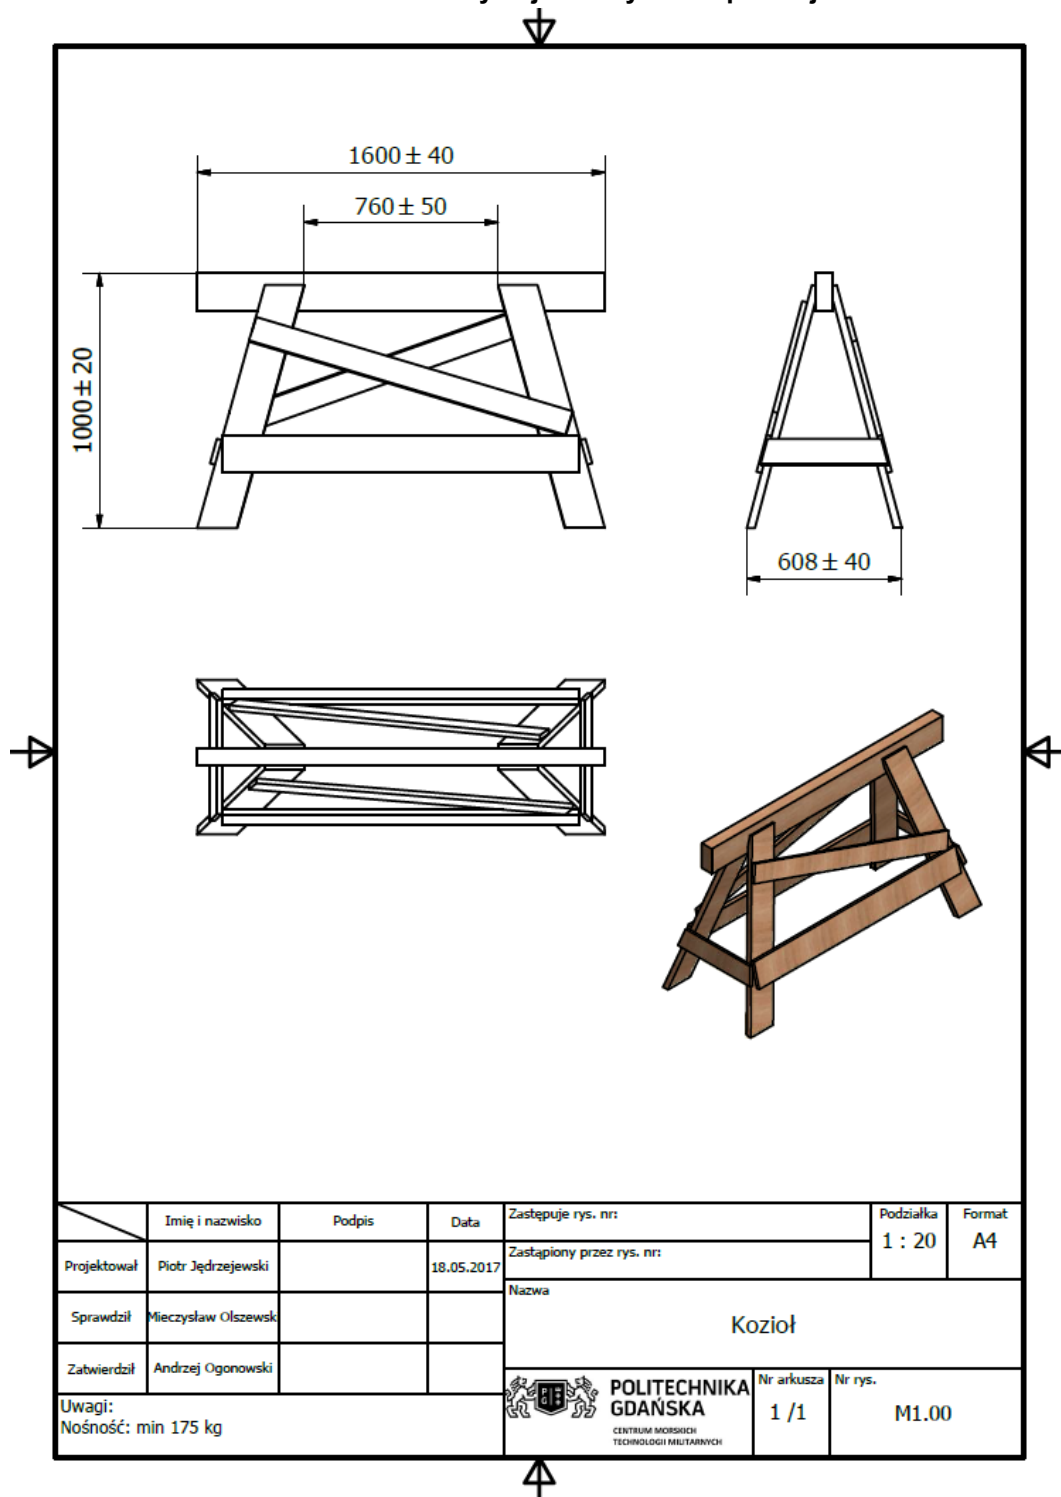 1600 ± 40
760 ± 50
1000 ± 20
608 ± 40
Imię i nazwisko
Podpis
Data
Projektował
Piotr Jędrzejewski
18.05.2017
Sprawdził
Mieczysław Olszewsk
Zatwierdził
Andrzej Ogonowski
Uwagi:
Nośność: min 175 kg
Zastępuje rys. nr:
Zastąpiony przez rys. nr:
Podziałka
1 : 20
Format
A4
Nazwa
Kozioł
POLITECHNIKA
GDAŃSKA
CENTRUM MORSKICH
TECHNOLOGII MILITARNYCH
Nr arkusza
1 /1
Nr rys.
M1.00